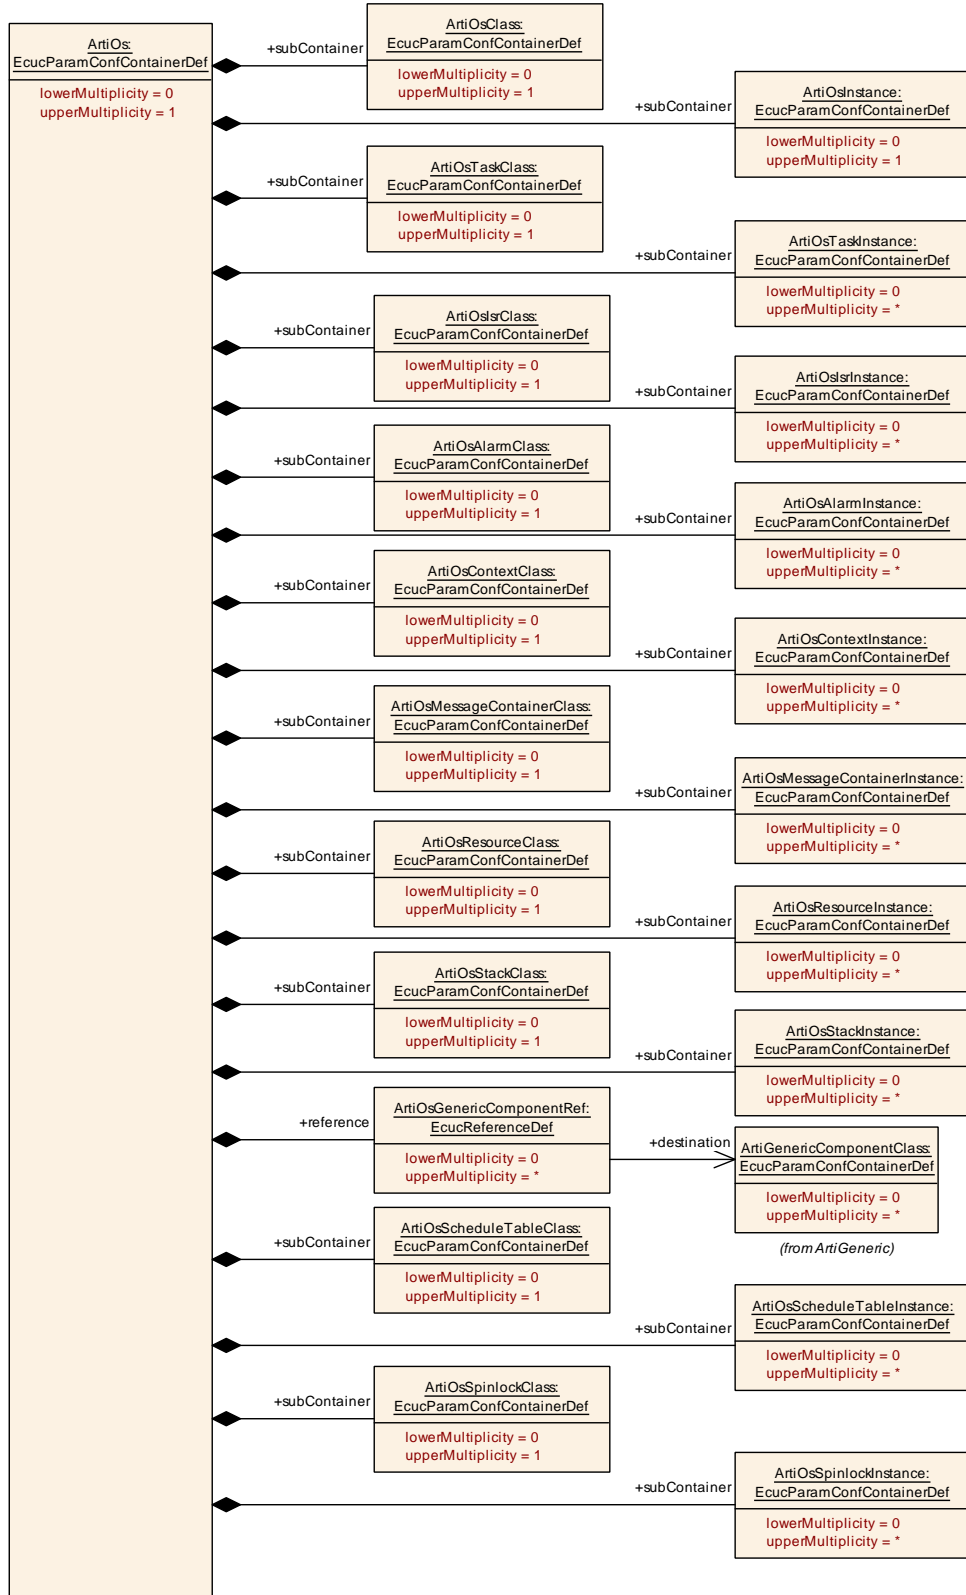 ArtiOs:
EcucParamConfContainerDef
lowerMultiplicity = 0
upperMultiplicity = 1
+subContainer
ArtiOsClass:
EcucParamConfContainerDef
lowerMultiplicity = 0
upperMultiplicity = 1
+subContainer
ArtiOsInstance:
EcucParamConfContainerDef
lowerMultiplicity = 0
upperMultiplicity = 1
+subContainer
ArtiOsTaskClass:
EcucParamConfContainerDef
lowerMultiplicity = 0
upperMultiplicity = 1
+subContainer
ArtiOsTaskInstance:
EcucParamConfContainerDef
lowerMultiplicity = 0
upperMultiplicity = *
+subContainer
ArtiOsIsrClass:
EcucParamConfContainerDef
lowerMultiplicity = 0
upperMultiplicity = 1
+subContainer
ArtiOsIsrInstance:
EcucParamConfContainerDef
lowerMultiplicity = 0
upperMultiplicity = *
+subContainer
ArtiOsAlarmClass:
EcucParamConfContainerDef
lowerMultiplicity = 0
upperMultiplicity = 1
+subContainer
ArtiOsAlarmInstance:
EcucParamConfContainerDef
lowerMultiplicity = 0
upperMultiplicity = *
+subContainer
ArtiOsContextClass:
EcucParamConfContainerDef
lowerMultiplicity = 0
upperMultiplicity = 1
+subContainer
ArtiOsContextInstance:
EcucParamConfContainerDef
lowerMultiplicity = 0
upperMultiplicity = *
+subContainer
ArtiOsMessageContainerClass:
EcucParamConfContainerDef
lowerMultiplicity = 0
upperMultiplicity = 1
+subContainer
ArtiOsMessageContainerInstance:
EcucParamConfContainerDef
lowerMultiplicity = 0
upperMultiplicity = *
+subContainer
ArtiOsResourceClass:
EcucParamConfContainerDef
lowerMultiplicity = 0
upperMultiplicity = 1
+subContainer
ArtiOsResourceInstance:
EcucParamConfContainerDef
lowerMultiplicity = 0
upperMultiplicity = *
+subContainer
ArtiOsStackClass:
EcucParamConfContainerDef
lowerMultiplicity = 0
upperMultiplicity = 1
+subContainer
ArtiOsStackInstance:
EcucParamConfContainerDef
lowerMultiplicity = 0
upperMultiplicity = *
+reference
ArtiOsGenericComponentRef:
EcucReferenceDef
lowerMultiplicity = 0
upperMultiplicity = *
+destination
ArtiGenericComponentClass:
EcucParamConfContainerDef
lowerMultiplicity = 0
upperMultiplicity = *
(from ArtiGeneric)
+subContainer
ArtiOsScheduleTableClass:
EcucParamConfContainerDef
lowerMultiplicity = 0
upperMultiplicity = 1
+subContainer
ArtiOsScheduleTableInstance:
EcucParamConfContainerDef
lowerMultiplicity = 0
upperMultiplicity = *
+subContainer
ArtiOsSpinlockClass:
EcucParamConfContainerDef
lowerMultiplicity = 0
upperMultiplicity = 1
+subContainer
ArtiOsSpinlockInstance:
EcucParamConfContainerDef
lowerMultiplicity = 0
upperMultiplicity = *